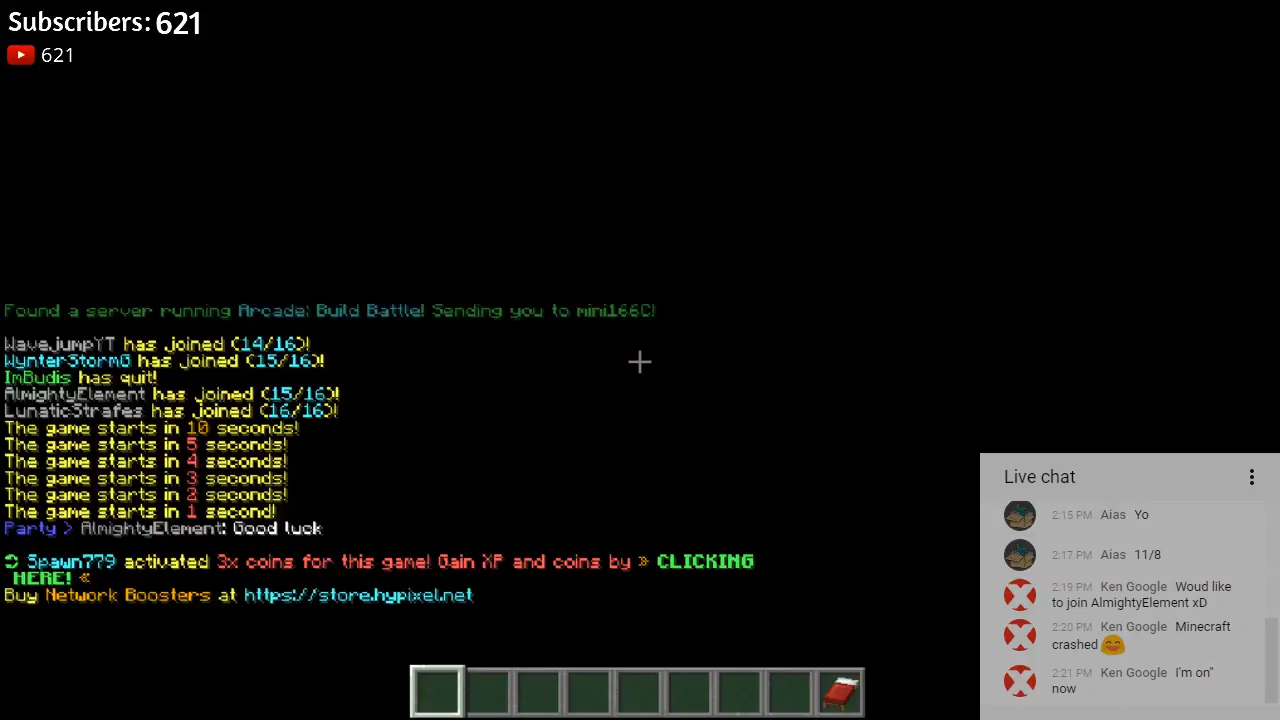 Subscribers: 621
621
Found a server running Arcade: Build Battle! Sending you to mini166C!
WavejumpYT has joined (14/16)!
WynterStormG has joined (15/16)!
ImBudis has quit!
AlmightyElement has joined (15/16)!
LunaticStrafes has joined (16/16)!
The game starts in 10 seconds!
The game starts in 5 seconds!
The game starts in 4 seconds!
The game starts in 3 seconds!
The game starts in 2 seconds!
The game starts in 1 second!
Party > AlmightyElement: Good luck
Spawn779 activated 3x coins for this game! Gain XP and coins by » CLICKING
HERE! «
Buy Network Boosters at https://store.hypixel.net
Live chat
2:15 PM Aias Yo
2:17 PM Aias 11/8
2:19 PM Ken Google Woud like
to join AlmightyElement xD
2:20 PM Ken Google Minecraft
crashed
2:21 PM Ken Google I'm on"
now